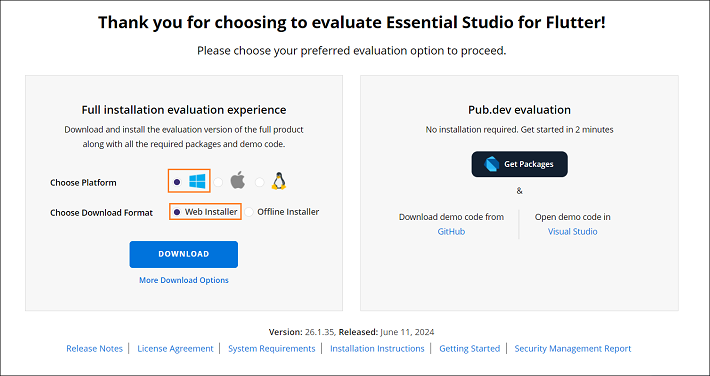 Thank you for choosing to evaluate Essential Studio for Flutter!
Please choose your preferred evaluation option to proceed.
Full installation evaluation experience
Download and install the evaluation version of the full product
along with all the required packages and demo code.
Choose Platform
Choose Download Format Web Installer Offline Installer
DOWNLOAD
More Download Options
Pub.dev evaluation
No installation required. Get started in 2 minutes
Get Packages
&
Download demo code from
GitHub
Open demo code in
Visual Studio
Version: 26.1.35, Released: June 11, 2024
Release Notes | License Agreement | System Requirements | Installation Instructions | Getting Started | Security Management Report